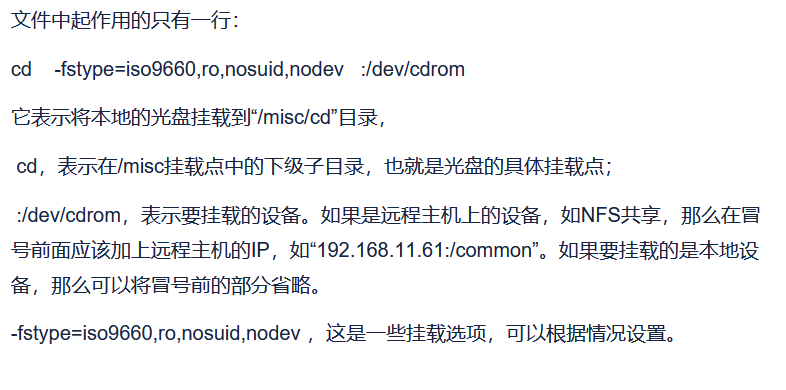 文件中起作用的只有一行：
cd    -fstype=iso9660,ro,nosuid,nodev   :/dev/cdrom
它表示将本地的光盘挂载到“/misc/cd”目录，
cd，表示在/misc挂载点中的下级子目录，也就是光盘的具体挂载点；
:/dev/cdrom，表示要挂载的设备。如果是远程主机上的设备，如NFS共享，那么在冒
号前面应该加上远程主机的IP，如“192.168.11.61:/common”。如果要挂载的是本地设
备，那么可以将冒号前的部分省略。
-fstype=iso9660,ro,nosuid,nodev ，这是一些挂载选项，可以根据情况设置。